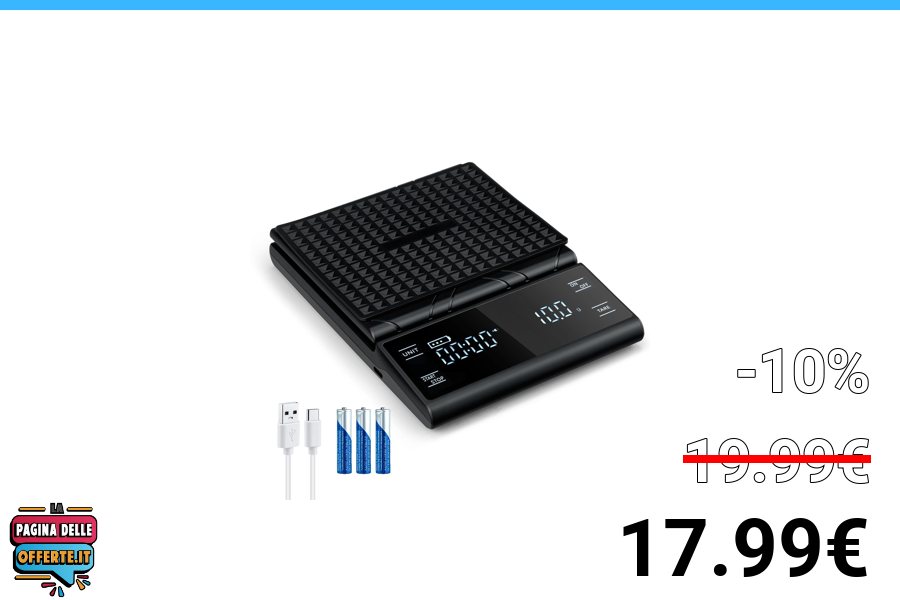 UNIT
00:00
START
STOP
10.0 g
ON
OFF
TARE
-10%
19.99€
17.99€
LA
PAGINA DELLE
OFFERTE.IT